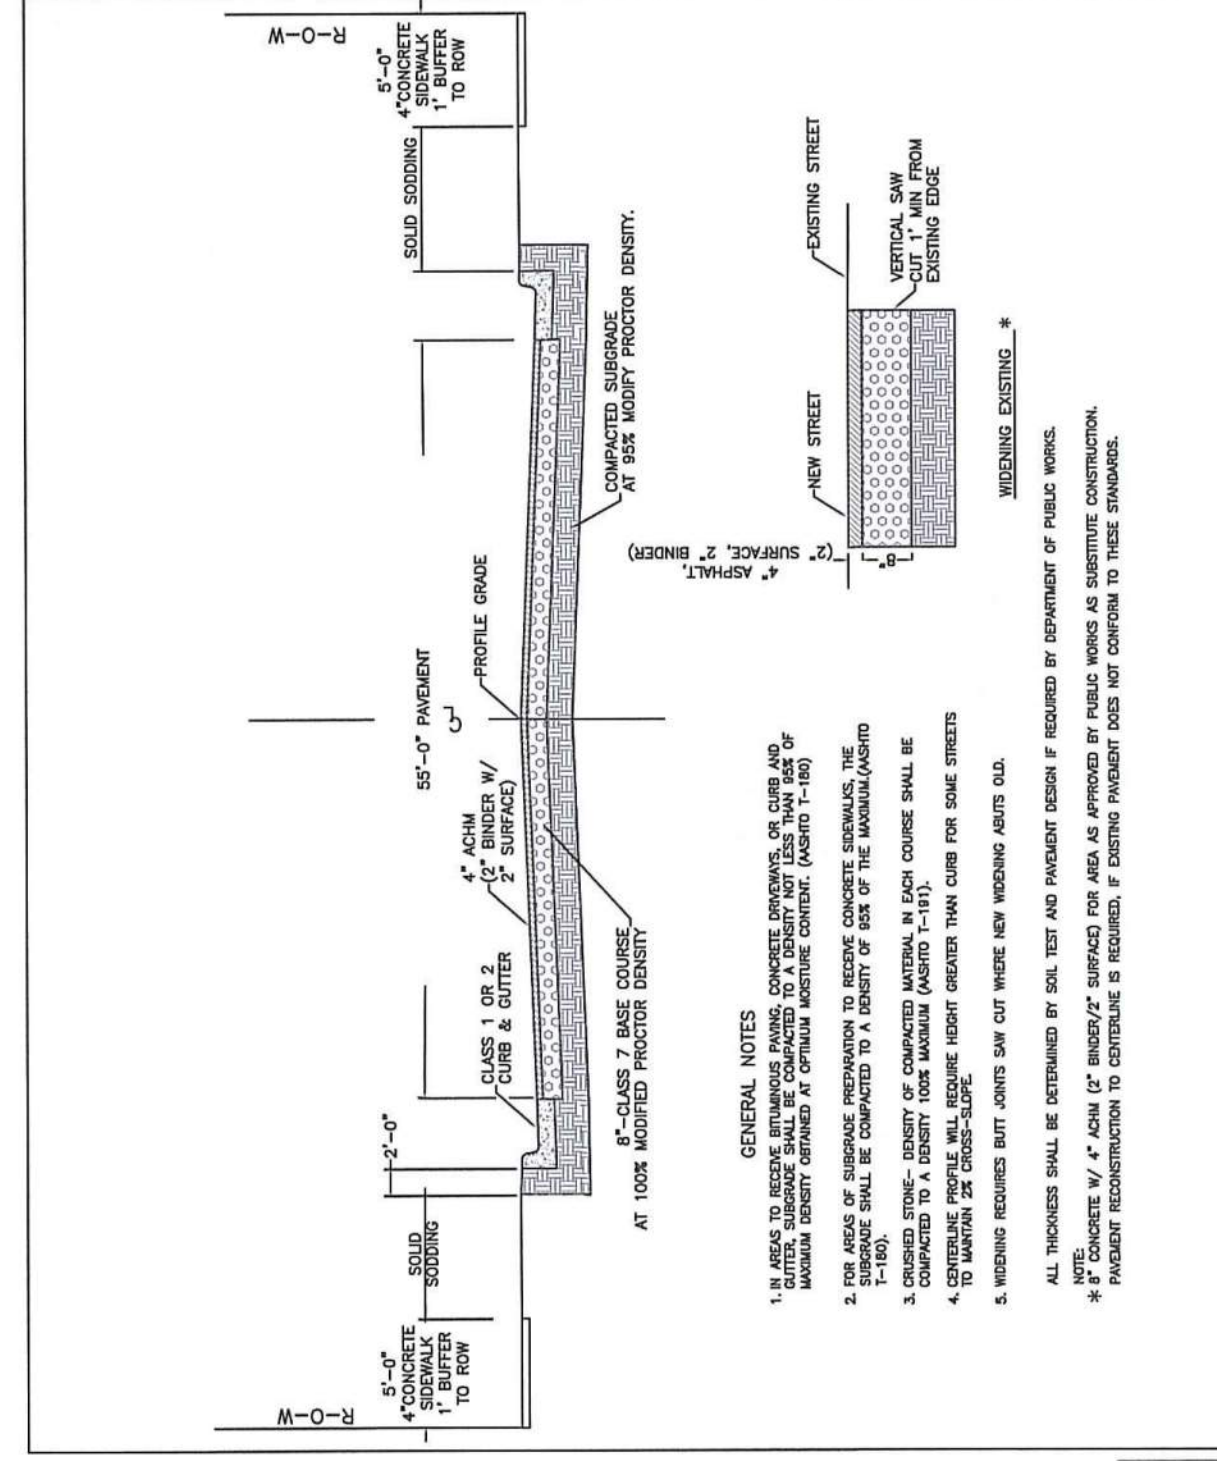 R-O-W
5'-0"
4"CONCRETE
SIDEWALK
1' BUFFER
TO ROW
SOLID
SODDING
2'-0"
CLASS 1 OR 2
CURB & GUTTER
4" ACHM
(2" BINDER W/
2" SURFACE)
55'-0" PAVEMENT
CL
PROFILE GRADE
SOLID SODDING
5'-0"
4"CONCRETE
SIDEWALK
1' BUFFER
TO ROW
R-O-W
8"-CLASS 7 BASE COURSE
AT 100% MODIFIED PROCTOR DENSITY
COMPACTED SUBGRADE
AT 95% MODIFY PROCTOR DENSITY.
4" ASPHALT,
(2" SURFACE, 2" BINDER)
8"
NEW STREET
EXISTING STREET
VERTICAL SAW
CUT 1' MIN FROM
EXISTING EDGE
WIDENING EXISTING *
GENERAL NOTES
1. IN AREAS TO RECEIVE BITUMINOUS PAVING, CONCRETE DRIVEWAYS, OR CURB AND
GUTTER, SUBGRADE SHALL BE COMPACTED TO A DENSITY NOT LESS THAN 95% OF
MAXIMUM DENSITY OBTAINED AT OPTIMUM MOISTURE CONTENT. (AASHTO T-180)
2. FOR AREAS OF SUBGRADE PREPARATION TO RECEIVE CONCRETE SIDEWALKS, THE
SUBGRADE SHALL BE COMPACTED TO A DENSITY OF 95% OF THE MAXIMUM.(AASHTO
T-180).
3. CRUSHED STONE- DENSITY OF COMPACTED MATERIAL IN EACH COURSE SHALL BE
COMPACTED TO A DENSITY 100% MAXIMUM (AASHTO T-191).
4. CENTERLINE PROFILE WILL REQUIRE HEIGHT GREATER THAN CURB FOR SOME STREETS
TO MAINTAIN 2% CROSS-SLOPE.
5. WIDENING REQUIRES BUTT JOINTS SAW CUT WHERE NEW WIDENING ABUTS OLD.
ALL THICKNESS SHALL BE DETERMINED BY SOIL TEST AND PAVEMENT DESIGN IF REQUIRED BY DEPARTMENT OF PUBLIC WORKS.
NOTE:
* 8" CONCRETE W/ 4" ACHM (2" BINDER/2" SURFACE) FOR AREA AS APPROVED BY PUBLIC WORKS AS SUBSTITUTE CONSTRUCTION.
PAVEMENT RECONSTRUCTION TO CENTERLINE IS REQUIRED, IF EXISTING PAVEMENT DOES NOT CONFORM TO THESE STANDARDS.